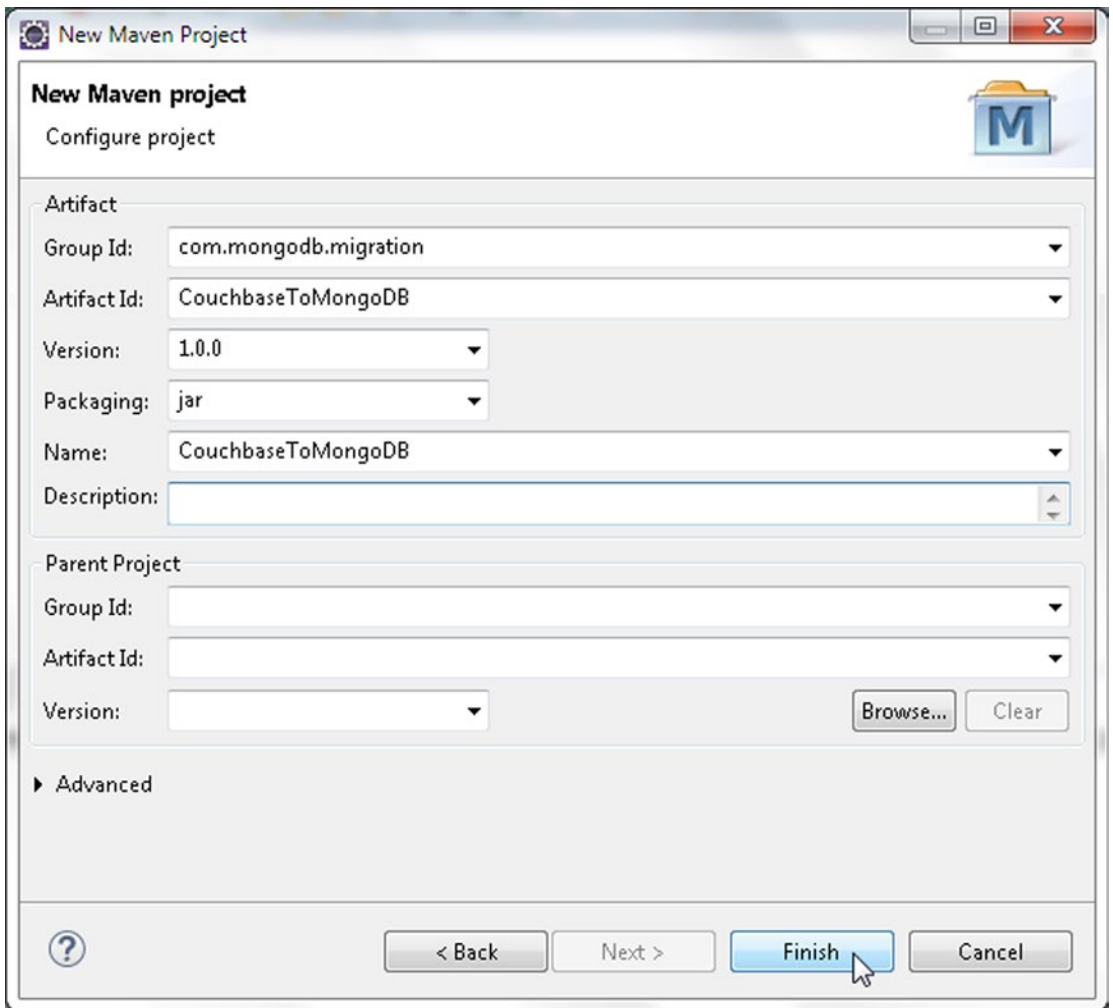 New Maven Project
New Maven project
Configure project
M
Artifact
Group Id: com.mongodb.migration
Artifact Id: CouchbaseToMongoDB
Version: 1.0.0
Packaging: jar
Name: CouchbaseToMongoDB
Description:
Parent Project
Group Id:
Artifact Id:
Version: Browse... Clear
Advanced
? < Back Next > Finish Cancel